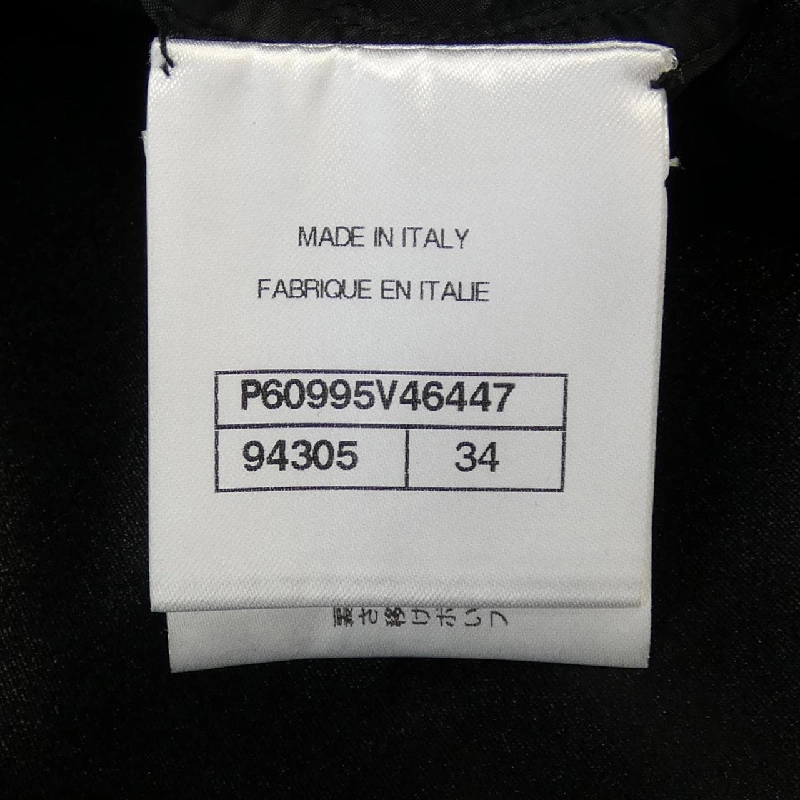 MADE IN ITALY
FABRIQUE EN ITALIE
P60995V46447
94305 34